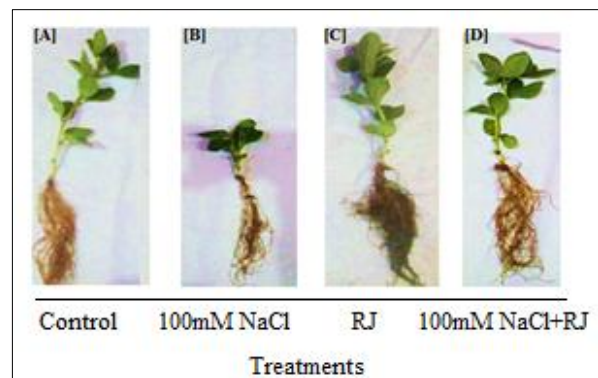 [A] [B] [C] [D]
Control 100mM NaCl RJ 100mM NaCl+RJ
Treatments